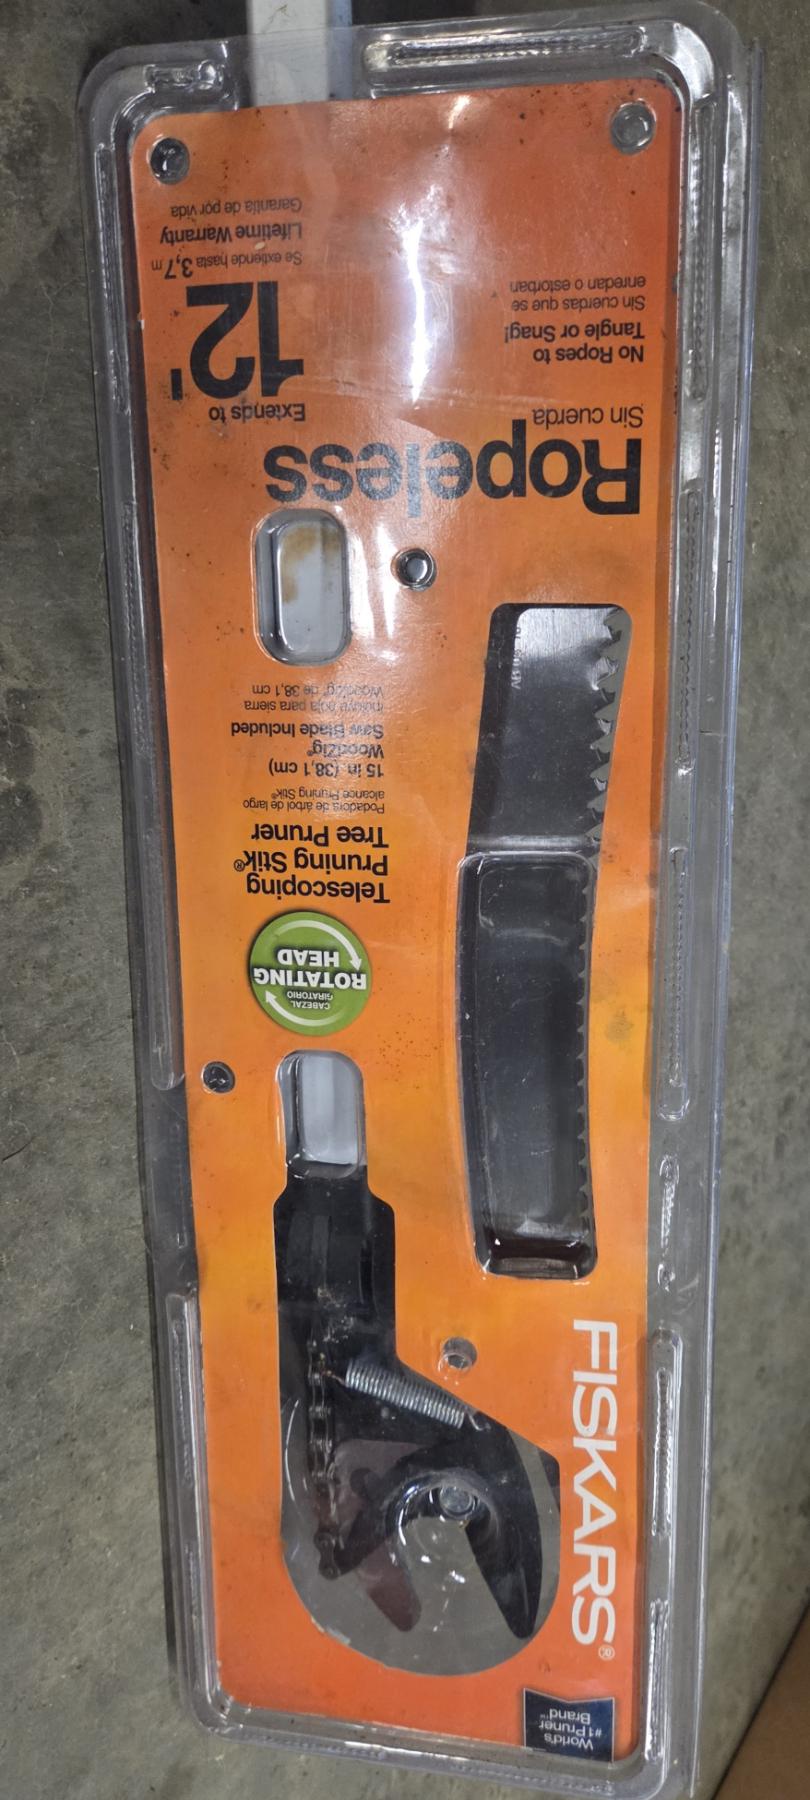 World's
#1 Pruner
Brand™
FISKARS®
CABEZAL
GIRATORIO
ROTATING
HEAD
Telescoping
Pruning Stik®
Tree Pruner
Podadora de árbol de largo
alcance Pruning Stik®
15 in. (38,1 cm)
WoodZig®
Saw Blade Included
Incluye hoja para sierra
WoodZig® de 38,1 cm
Ropeless
Sin cuerda
No Ropes to
Tangle or Snag!
Sin cuerdas que se
enredan o estorban
Extends to
12'
Se extiende hasta 3,7 m
Lifetime Warranty
Garantía de por vida